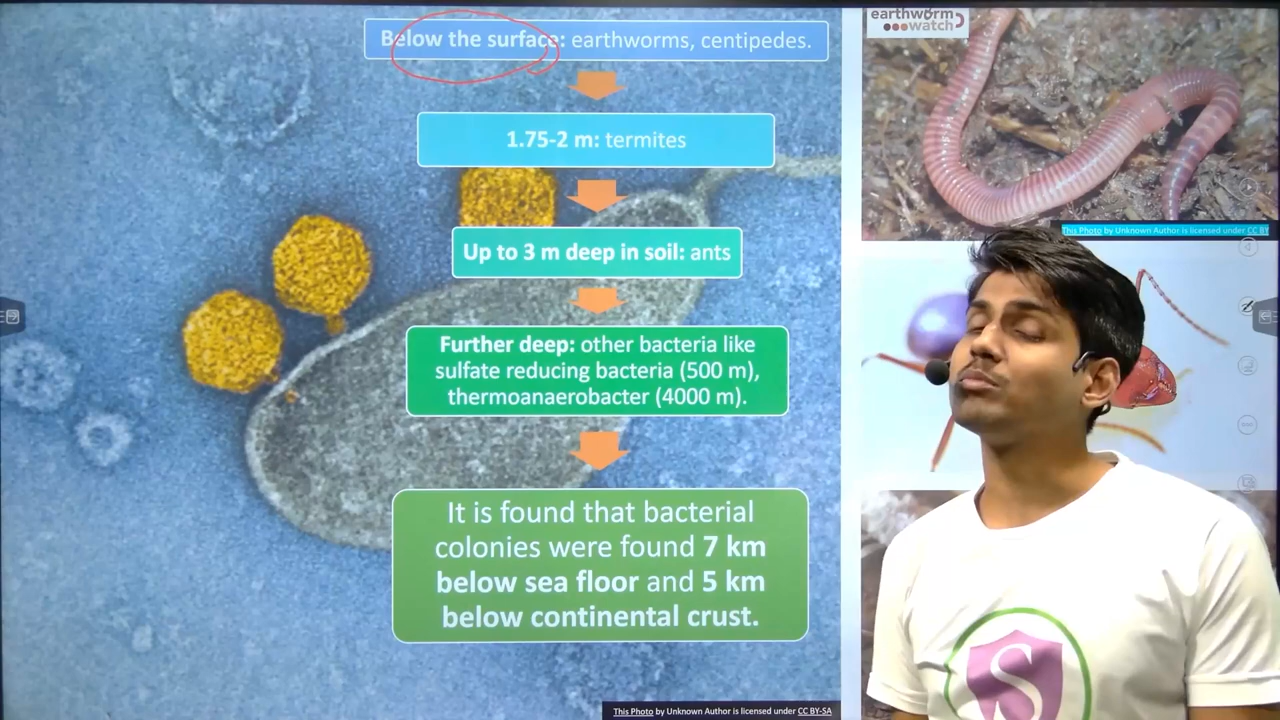 Below the surface: earthworms, centipedes.
1.75-2 m: termites
Up to 3 m deep in soil: ants
Further deep: other bacteria like
sulfate reducing bacteria (500 m),
thermoanaerobacter (4000 m).
It is found that bacterial
colonies were found 7 km
below sea floor and 5 km
below continental crust.
This Photo by Unknown Author is licensed under CC BY-SA
earthworm
watch
This Photo by Unknown Author is licensed under CC BY
S